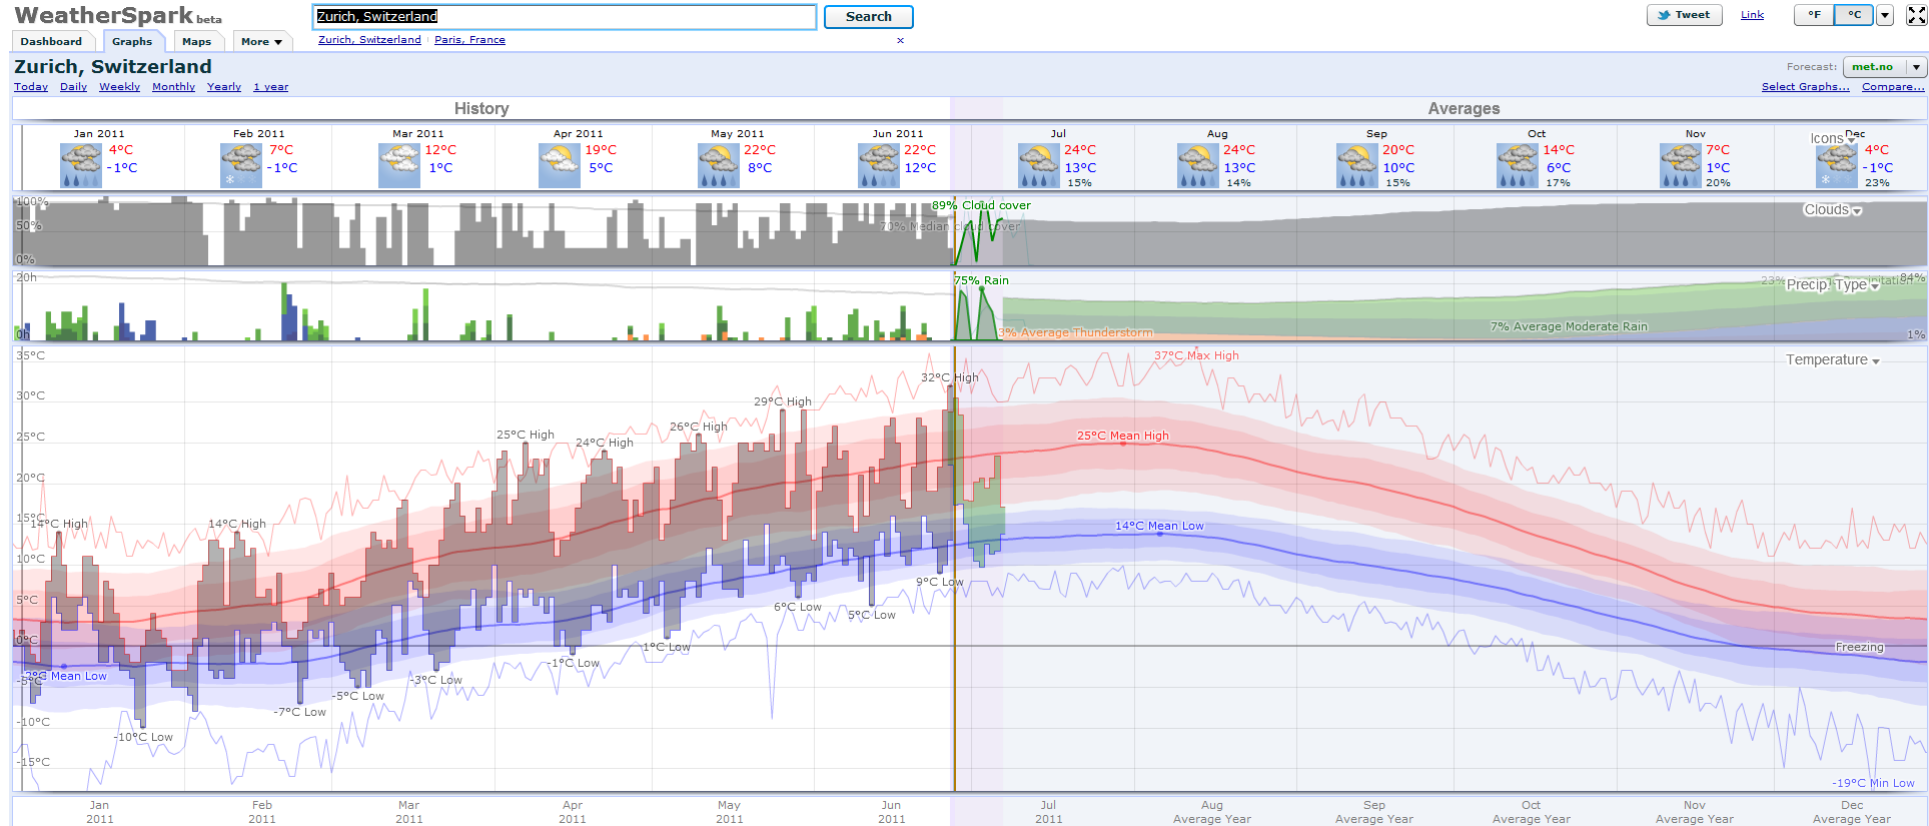 WeatherSpark beta
Zurich, Switzerland
Search
Tweet
Link
°F
°C
Dashboard
Graphs
Maps
More
Zurich, Switzerland
Paris, France
x
Zurich, Switzerland
Forecast:
met.no
Today
Daily
Weekly
Monthly
Yearly
1 year
Select Graphs...
Compare...
History
Averages
Jan 2011
Feb 2011
Mar 2011
Apr 2011
May 2011
Jun 2011
Jul
Aug
Sep
Oct
Nov
Dec
Icons
4°C
7°C
12°C
19°C
22°C
22°C
24°C
24°C
20°C
14°C
7°C
4°C
-1°C
-1°C
1°C
5°C
8°C
12°C
13°C
13°C
10°C
6°C
1°C
-1°C
15%
14%
15%
17%
20%
23%
100%
89% Cloud cover
Clouds
50%
70% Median cloud cover
0%
20h
75% Rain
84%
Precip. Type
7% Average Moderate Rain
3% Average Thunderstorm
0h
1%
35°C
37°C Max High
Temperature
32°C High
30°C
29°C High
26°C High
25°C
25°C High
24°C High
25°C Mean High
20°C
15°C
14°C High
14°C High
14°C Mean Low
10°C
9°C Low
5°C
6°C Low
5°C Low
0°C
1°C Low
Freezing
-1°C Low
-5°C
Mean Low
-3°C Low
-5°C Low
-7°C Low
-10°C
-10°C Low
-15°C
-19°C Min Low
Jan
Feb
Mar
Apr
May
Jun
Jul
Aug
Sep
Oct
Nov
Dec
2011
2011
2011
2011
2011
2011
2011
Average Year
Average Year
Average Year
Average Year
Average Year